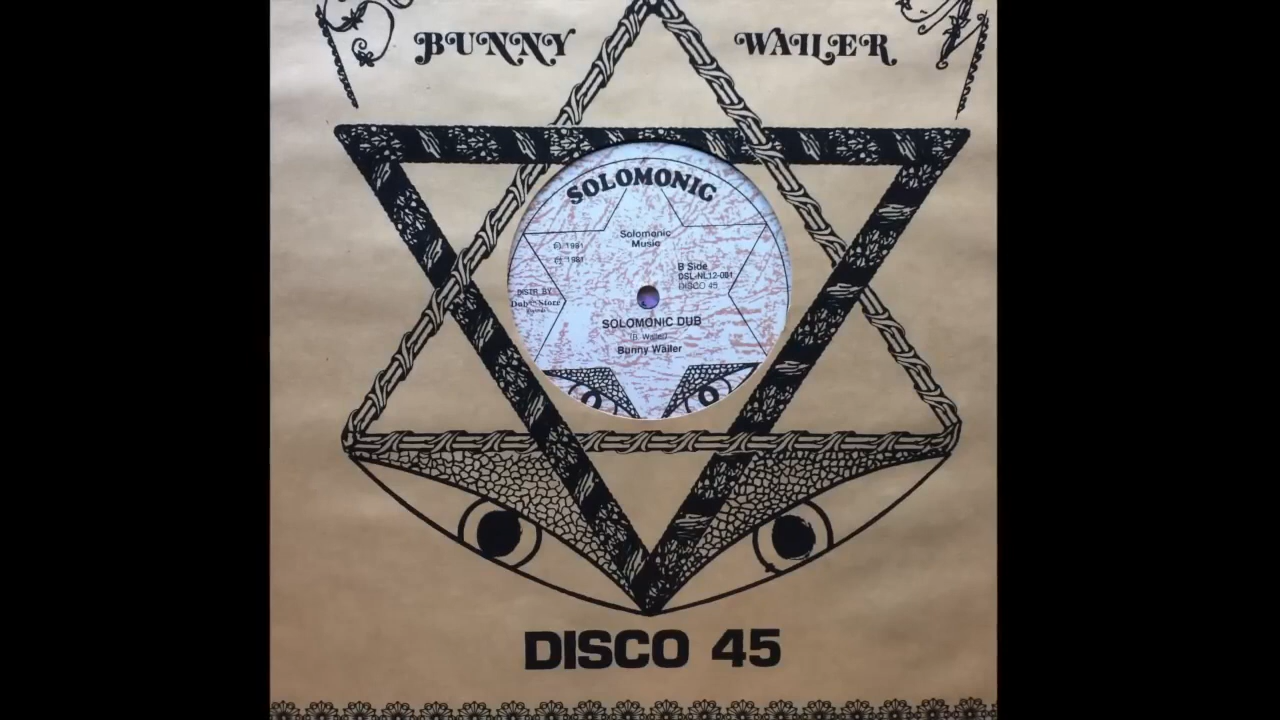 BUNNY WAILER
SOLOMONIC
Solomonic
Music
℗ 1981
© 1981
B Side
DSL-NL12-001
DISCO 45
DISTR. BY
Dub Store
Records
SOLOMONIC DUB
(B. Wailer)
Bunny Wailer
DISCO 45